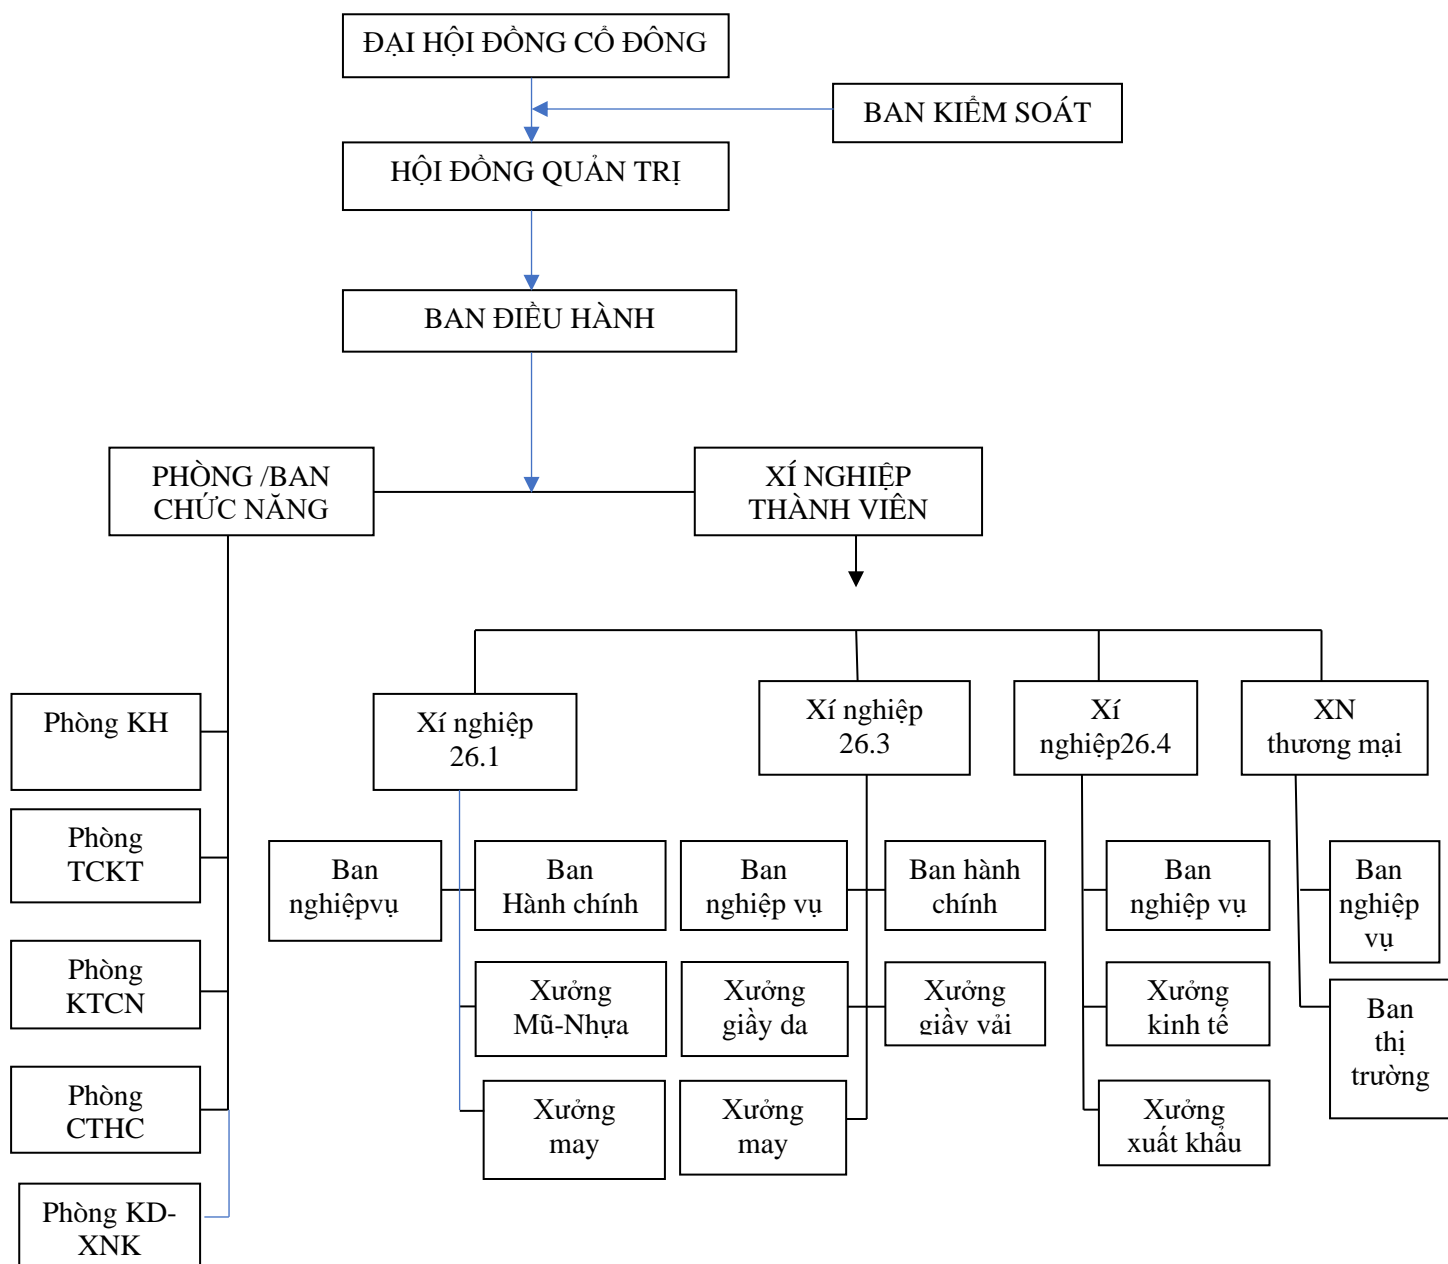 ĐẠI HỘI ĐỒNG CỔ ĐÔNG
BAN KIỂM SOÁT
HỘI ĐỒNG QUẢN TRỊ
BAN ĐIỀU HÀNH
PHÒNG /BAN
CHỨC NĂNG
XÍ NGHIỆP
THÀNH VIÊN
Phòng KH
Phòng
TCKT
Phòng
KTCN
Phòng
CTHC
Phòng KD-
XNK
Xí nghiệp
26.1
Xí nghiệp
26.3
Xí
nghiệp26.4
XN
thương mại
Ban
nghiệpvụ
Ban
Hành chính
Ban
nghiệp vụ
Ban hành
chính
Ban
nghiệp vụ
Ban
nghiệp
vụ
Xưởng
Mũ-Nhựa
Xưởng
giầy da
Xưởng
giầy vải
Xưởng
kinh tế
Ban
thị
trường
Xưởng
may
Xưởng
may
Xưởng
xuất khẩu